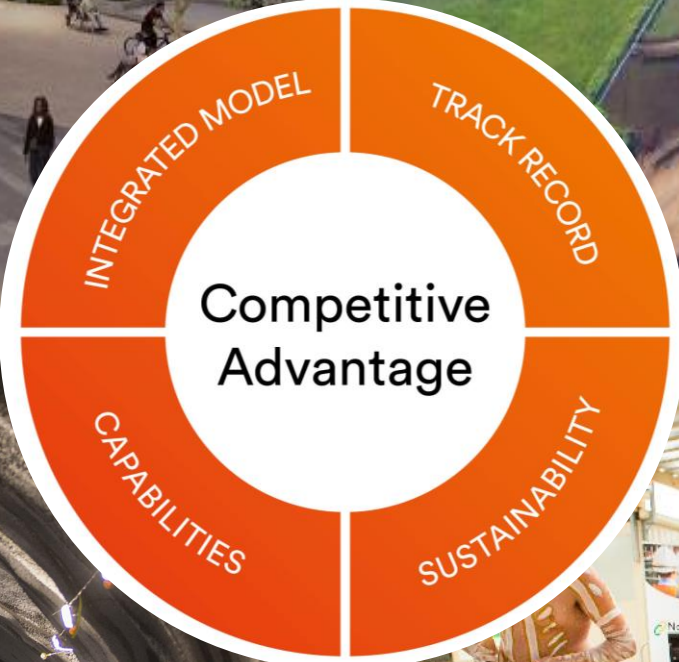 INTEGRATED MODEL
TRACK RECORD
Competitive
Advantage
CAPABILITIES
SUSTAINABILITY